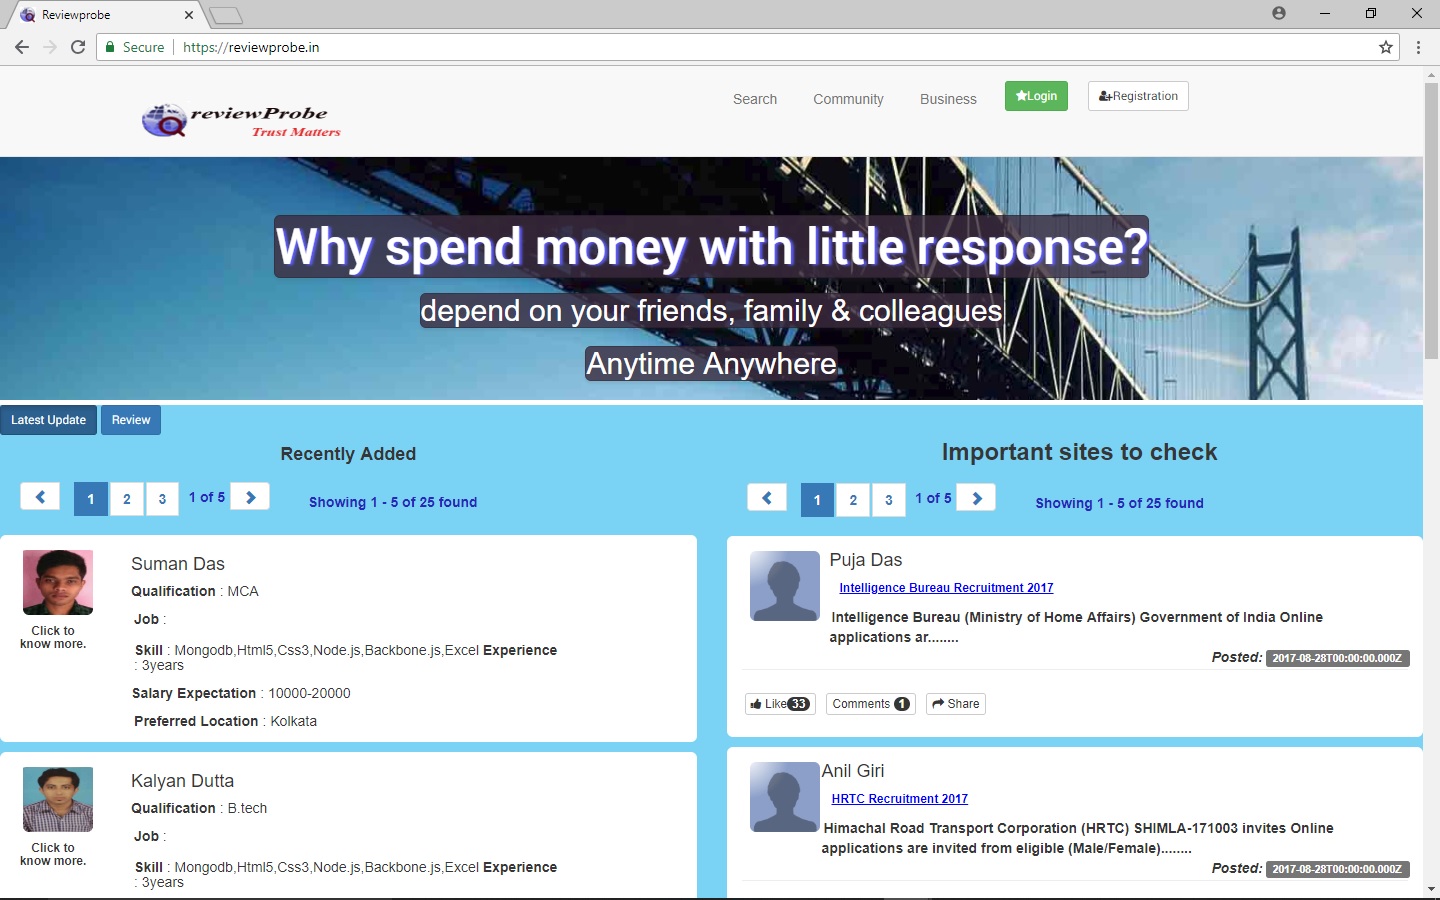 Reviewprobe
Secure
https://reviewprobe.in
reviewProbe
Trust Matters
Search
Community
Business
Login
Registration
Why spend money with little response?
depend on your friends, family & colleagues
Anytime Anywhere
Latest Update
Review
Recently Added
1
2
3
1 of 5
Showing 1 - 5 of 25 found
Suman Das
Qualification : MCA
Job :
Skill : Mongodb,Html5,Css3,Node.js,Backbone.js,Excel Experience
: 3years
Salary Expectation : 10000-20000
Preferred Location : Kolkata
Click to
know more.
Kalyan Dutta
Qualification : B.tech
Job :
Skill : Mongodb,Html5,Css3,Node.js,Backbone.js,Excel Experience
: 3years
Click to
know more.
Important sites to check
1
2
3
1 of 5
Showing 1 - 5 of 25 found
Puja Das
Intelligence Bureau Recruitment 2017
Intelligence Bureau (Ministry of Home Affairs) Government of India Online
applications ar........
Posted: 2017-08-28T00:00:00.000Z
Like 33
Comments 1
Share
Anil Giri
HRTC Recruitment 2017
Himachal Road Transport Corporation (HRTC) SHIMLA-171003 invites Online
applications are invited from eligible (Male/Female)........
Posted: 2017-08-28T00:00:00.000Z